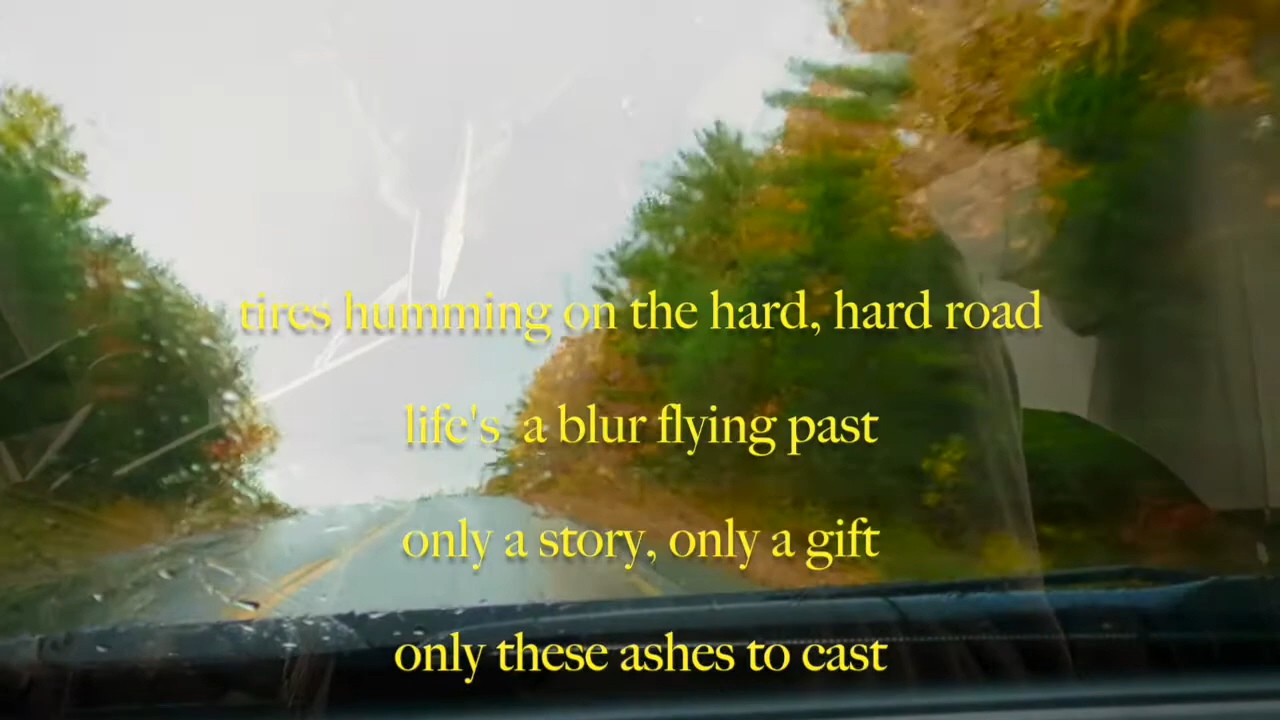 tires humming on the hard, hard road
life's a blur flying past
only a story, only a gift
only these ashes to cast